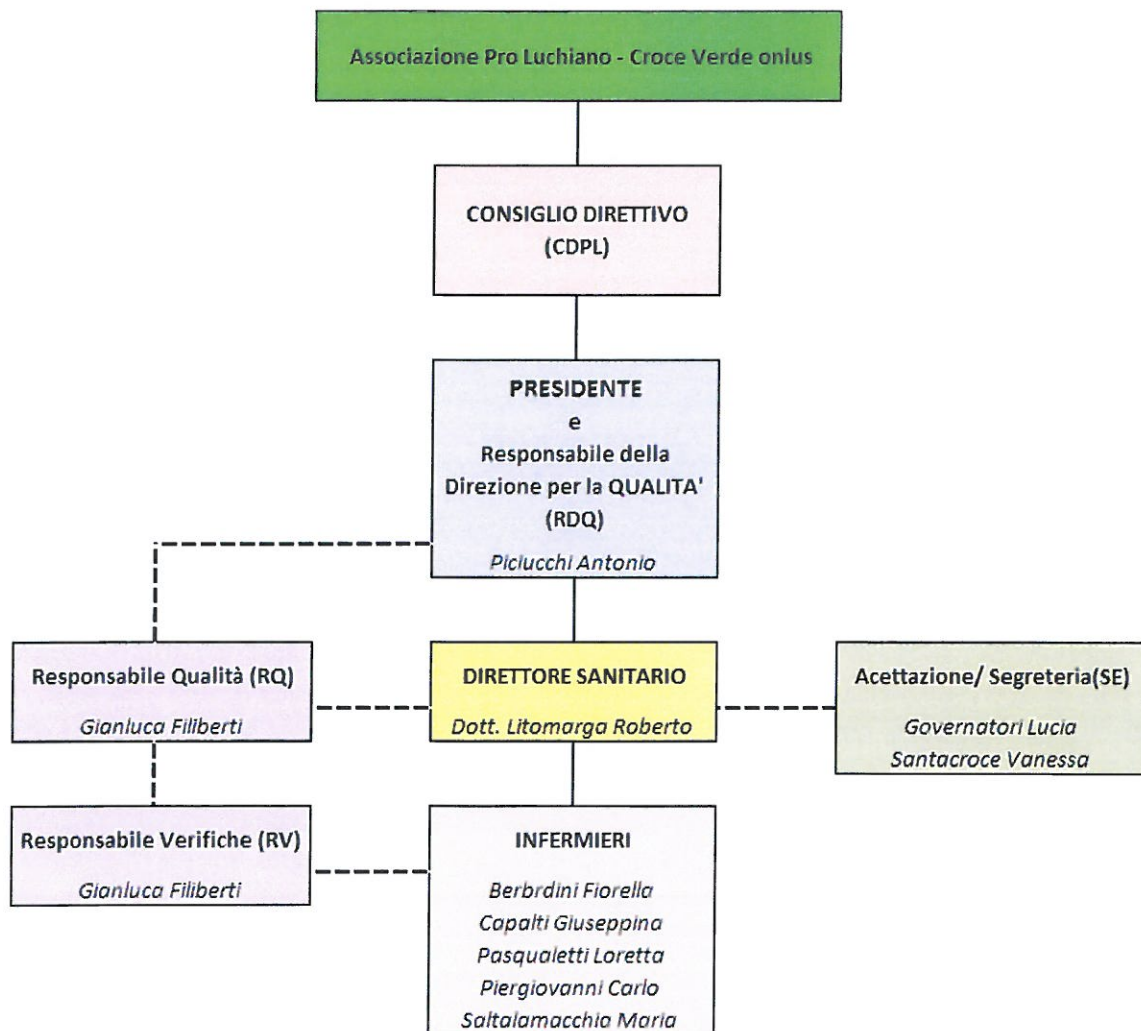 Associazione Pro Luchiano - Croce Verde onlus
CONSIGLIO DIRETTIVO
(CDPL)
PRESIDENTE
e
Responsabile della
Direzione per la QUALITA'
(RDQ)
Piciucchi Antonio
Responsabile Qualità (RQ)
Gianluca Filiberti
DIRETTORE SANITARIO
Dott. Litomarga Roberto
Acettazione/ Segreteria(SE)
Governatori Lucia
Santacroce Vanessa
Responsabile Verifiche (RV)
Gianluca Filiberti
INFERMIERI
Berbrdini Fiorella
Capalti Giuseppina
Pasqualetti Loretta
Piergiovanni Carlo
Saltalamacchia Maria